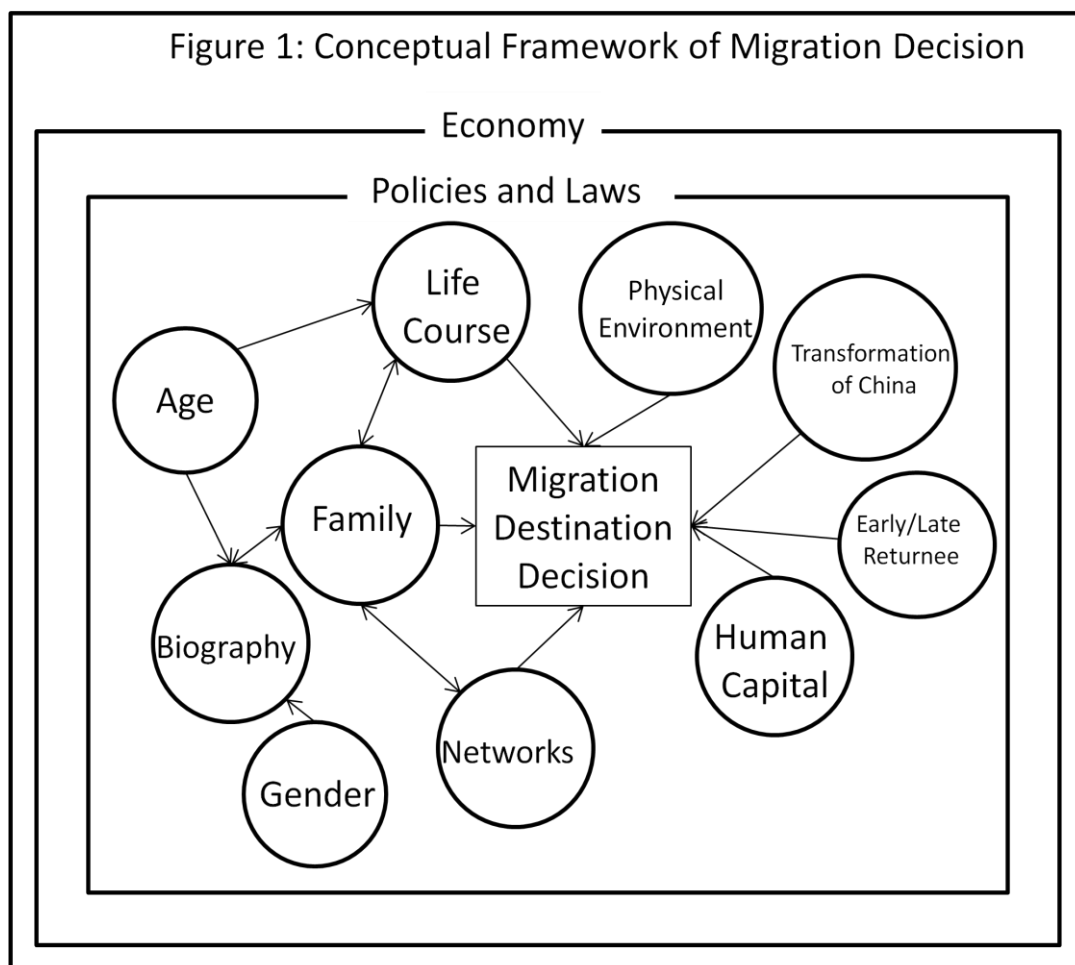 Figure 1: Conceptual Framework of Migration Decision
Economy
Policies and Laws
Life
Course
Physical
Environment
Transformation
of China
Age
Family
Migration
Destination
Decision
Early/Late
Returnee
Biography
Human
Capital
Networks
Gender